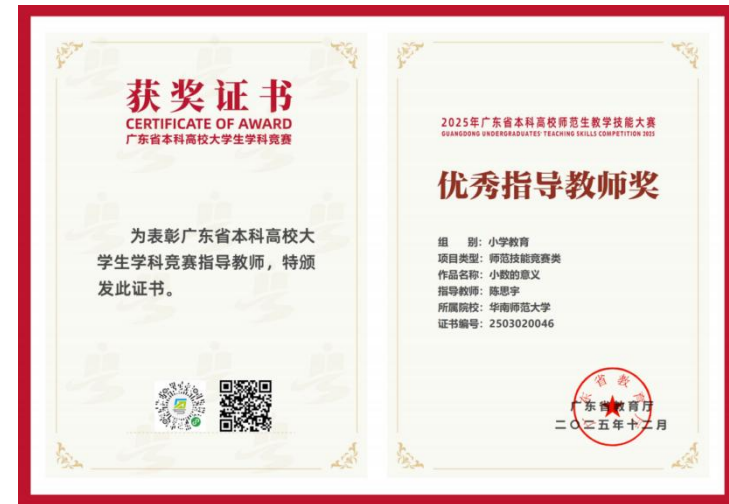 获奖证书
CERTIFICATE OF AWARD
广东省本科高校大学生学科竞赛
为表彰广东省本科高校大
学生学科竞赛指导教师，特颁
发此证书。
2025年广东省本科高校师范生教学技能大赛
GUANGDONG UNDERGRADUATES' TEACHING SKILLS COMPETITION 2025
优秀指导教师奖
组 别：小学教育
项目类型：师范技能竞赛类
作品名称：小数的意义
指导教师：陈思宇
所属院校：华南师范大学
证书编号：2503020046
广东省教育厅
二〇二五年十二月